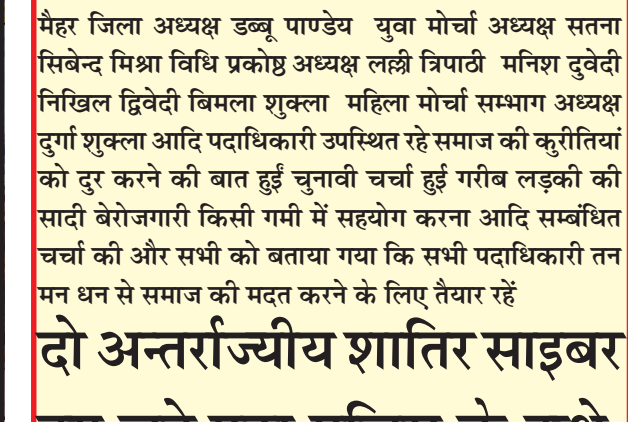 मैहर जिला अध्यक्ष डब्बू पाण्डेय युवा मोर्चा अध्यक्ष सतना
सिबेन्द मिश्रा विधि प्रकोष्ठ अध्यक्ष लल्ली त्रिपाठी मनिश दुवेदी
निखिल द्विवेदी बिमला शुक्ला महिला मोर्चा सम्भाग अध्यक्ष
दुर्गा शुक्ला आदि पदाधिकारी उपस्थित रहे समाज की कुरीतियां
को दुर करने की बात हुईं चुनावी चर्चा हुई गरीब लड़की की
सादी बेरोजगारी किसी गमी में सहयोग करना आदि सम्बंधित
चर्चा की और सभी को बताया गया कि सभी पदाधिकारी तन
मन धन से समाज की मदत करने के लिए तैयार रहें
दो अन्तर्राज्यीय शातिर साइबर